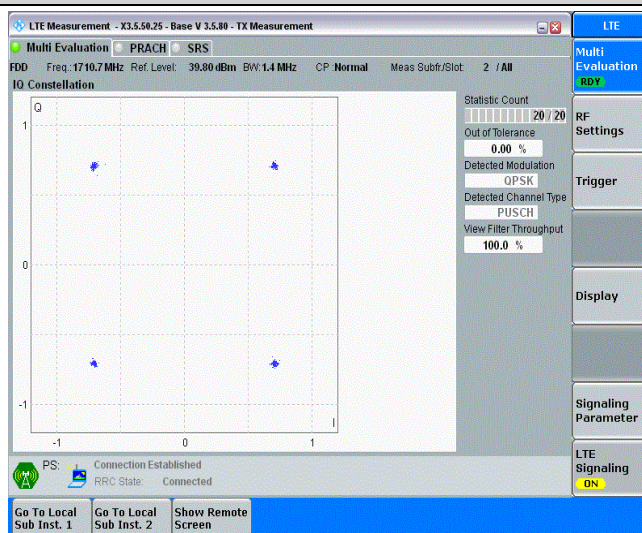 LTE Measurement - X3.5.50.25 - Base V 3.5.80 - TX Measurement
LTE
Multi Evaluation PRACH SRS
FDD Freq.:1710.7 MHz Ref. Level: 39.80 dBm BW:1.4 MHz CP :Normal Meas Subfr./Slot: 2 / All
IQ Constellation
Q
1
0
-1
I
-1 0 1
Statistic Count
20 / 20
Out of Tolerance
0.00 %
Detected Modulation
QPSK
Detected Channel Type
PUSCH
View Filter Throughput
100.0 %
Multi
Evaluation
RDY
RF
Settings
Trigger
Display
Signaling
Parameter
LTE
Signaling
ON
PS: Connection Established
RRC State: Connected
Go To Local
Sub Inst. 1
Go To Local
Sub Inst. 2
Show Remote
Screen